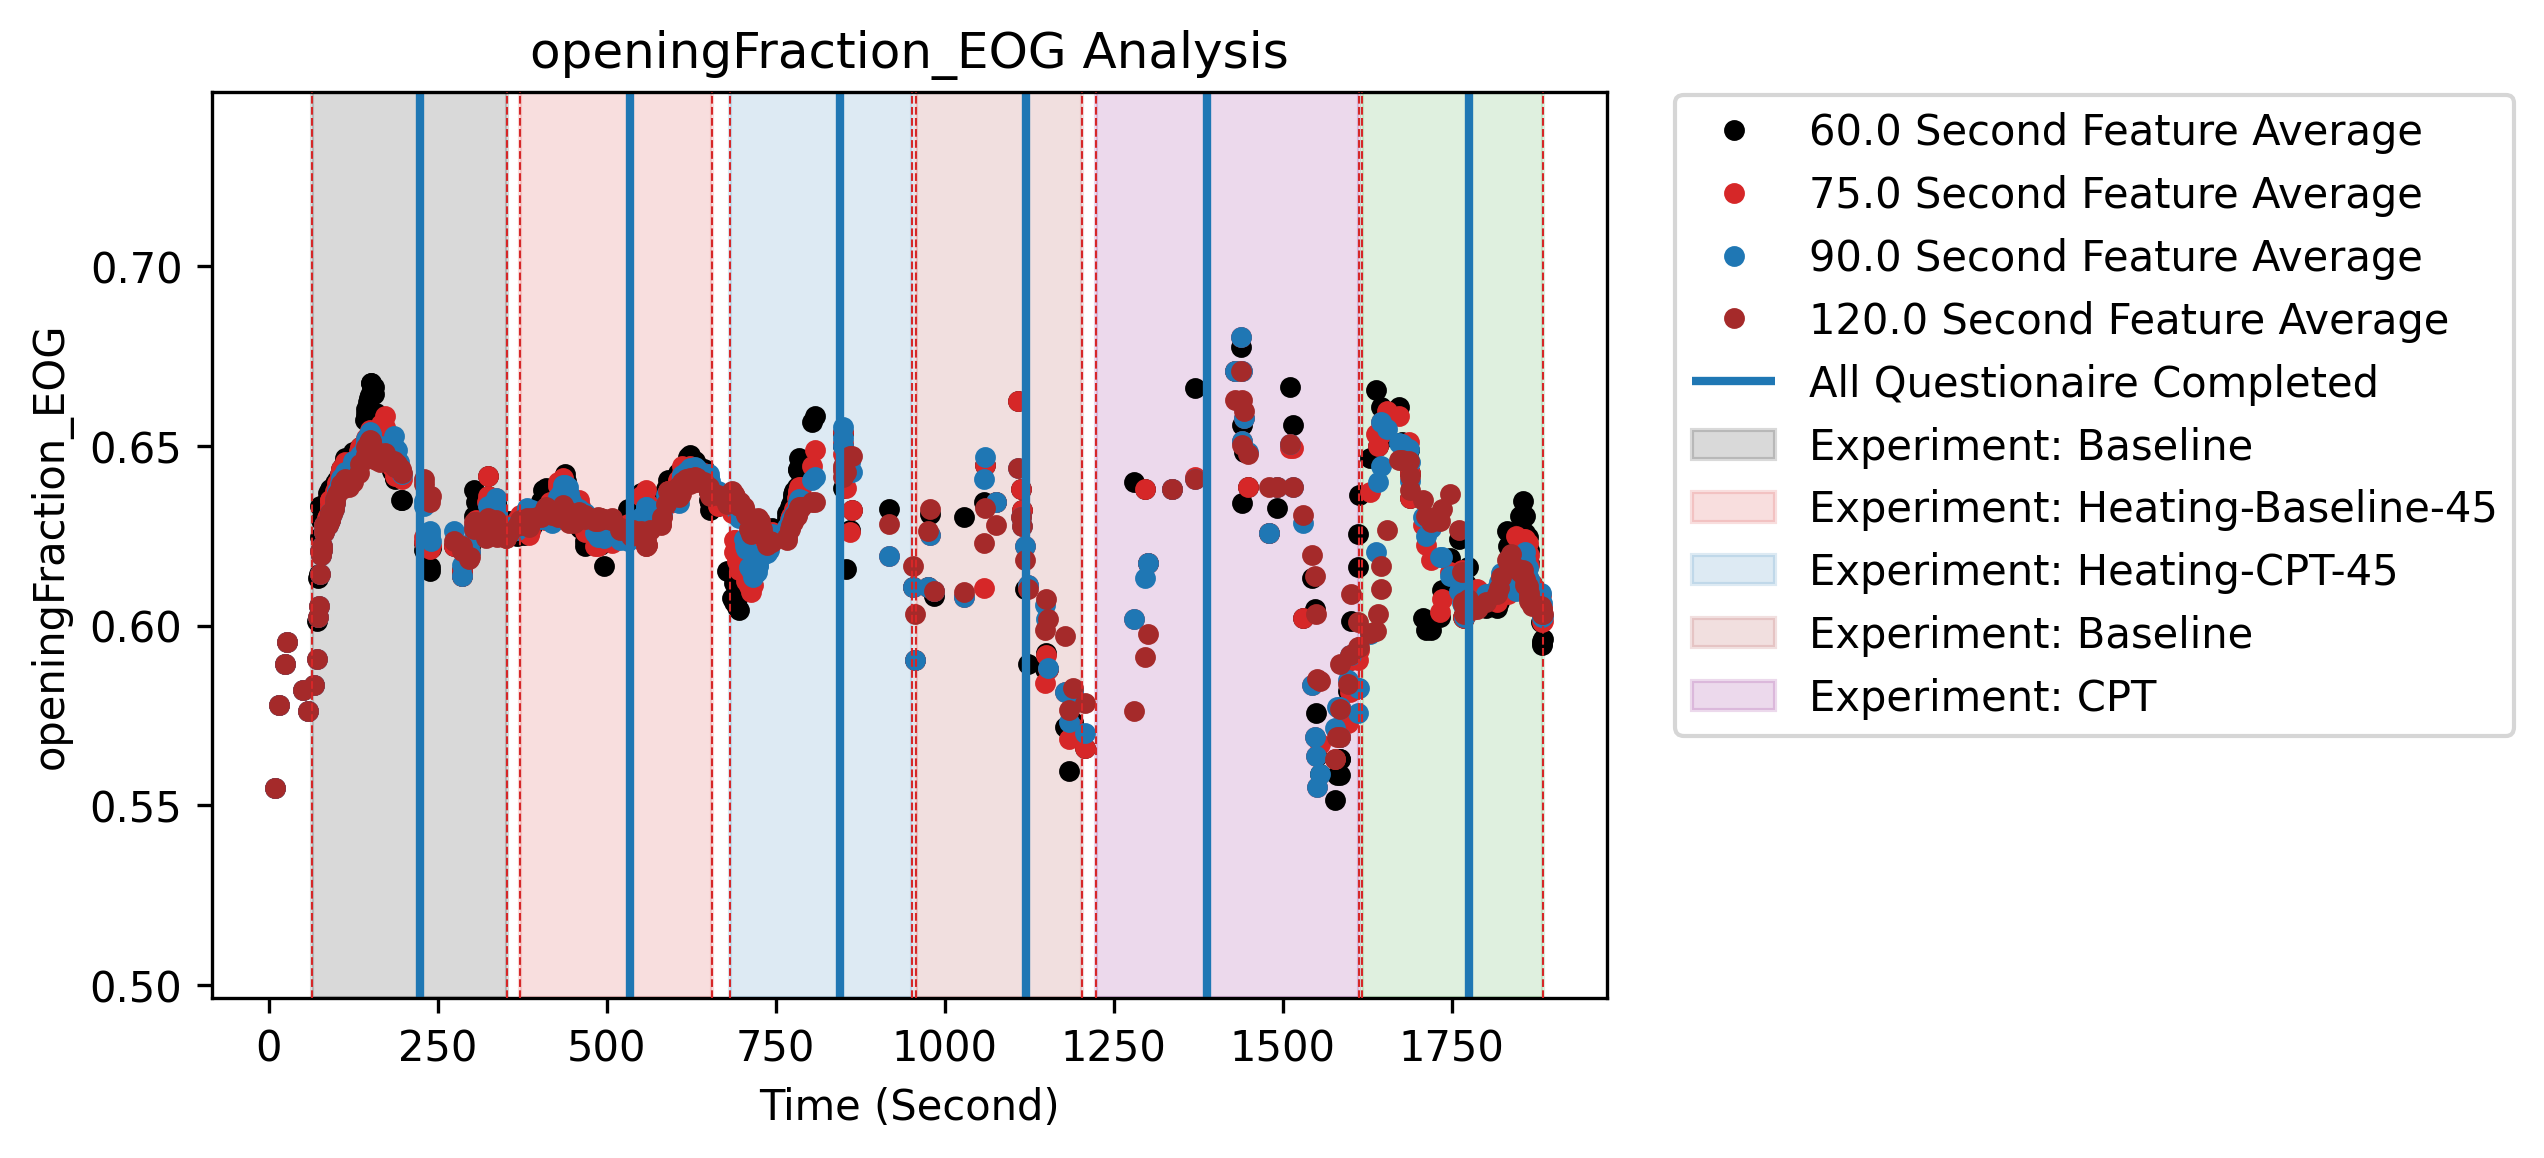 openingFraction_EOG Analysis
openingFraction_EOG
0.70
0.65
0.60
0.55
0.50
0
250
500
750
1000
1250
1500
1750
Time (Second)
60.0 Second Feature Average
75.0 Second Feature Average
90.0 Second Feature Average
120.0 Second Feature Average
All Questionaire Completed
Experiment: Baseline
Experiment: Heating-Baseline-45
Experiment: Heating-CPT-45
Experiment: Baseline
Experiment: CPT